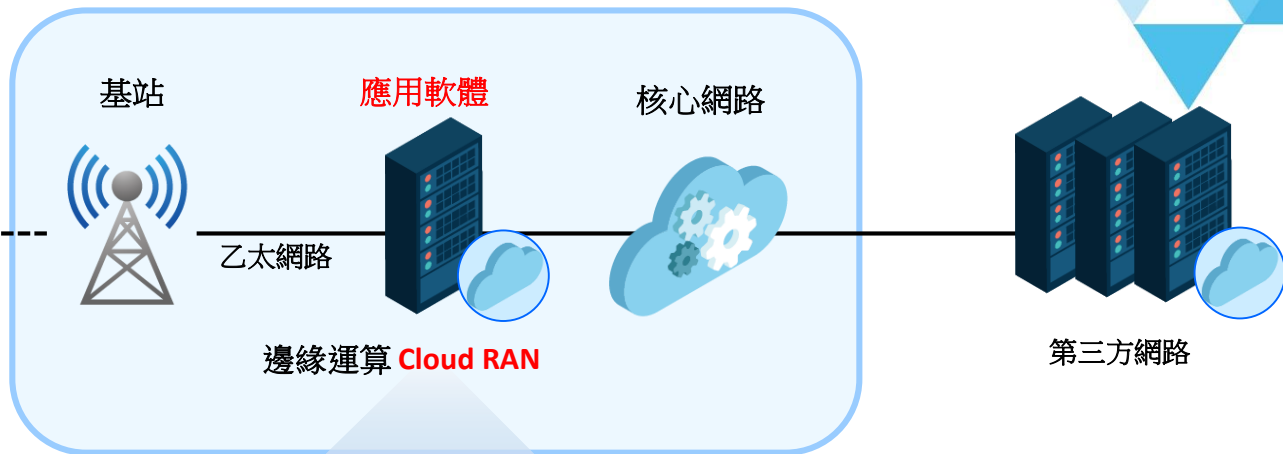 基站
應用軟體
核心網路
乙太網路
邊緣運算 Cloud RAN
第三方網路